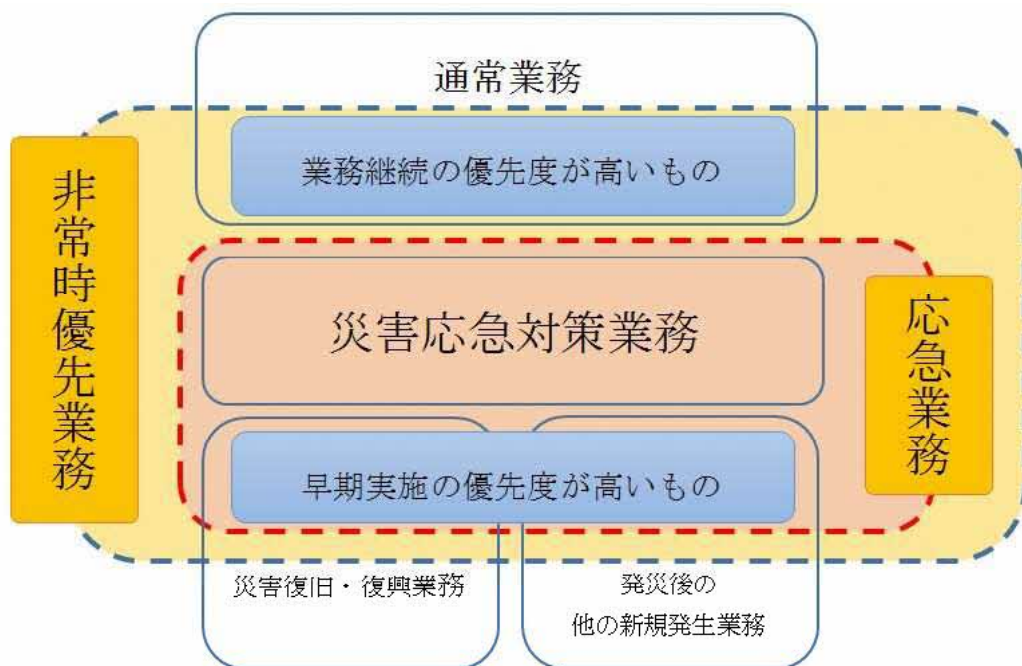 通常業務
業務継続の優先度が高いもの
非常時優先業務
災害応急対策業務
応急業務
早期実施の優先度が高いもの
災害復旧・復興業務
発災後の
他の新規発生業務